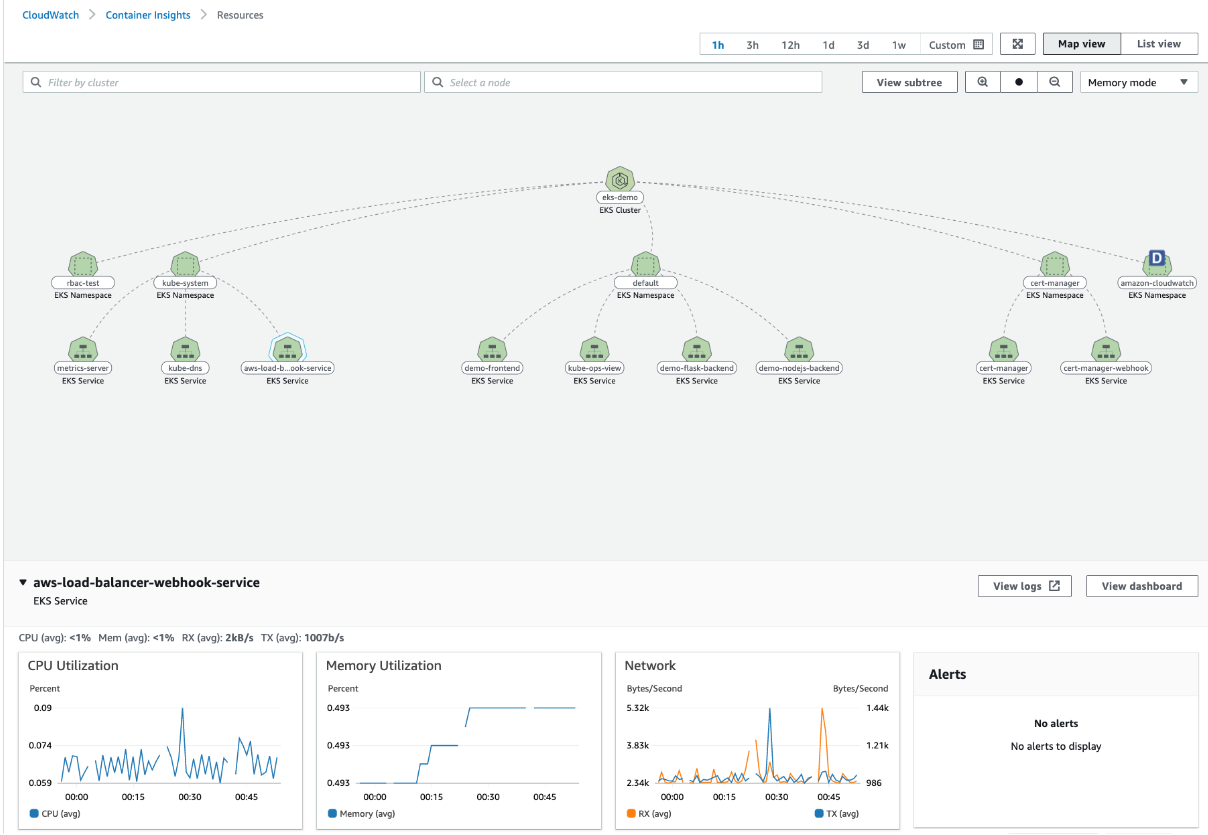 CloudWatch > Container Insights > Resources
1h 3h 12h 1d 3d 1w Custom Map view List view
Filter by cluster Select a node View subtree Memory mode
eks-demo
EKS Cluster
rbac-test kube-system default cert-manager amazon-cloudwatch
EKS Namespace EKS Namespace EKS Namespace EKS Namespace EKS Namespace
D
metrics-server kube-dns aws-load-b...ook-service demo-frontend kube-ops-view demo-flask-backend demo-nodejs-backend cert-manager cert-manager-webhook
EKS Service EKS Service EKS Service EKS Service EKS Service EKS Service EKS Service EKS Service EKS Service
aws-load-balancer-webhook-service
EKS Service
View logs View dashboard
CPU (avg): <1% Mem (avg): <1% RX (avg): 2kB/s TX (avg): 1007b/s
CPU Utilization
Percent
0.09
0.074
0.059
00:00 00:15 00:30 00:45
CPU (avg)
Memory Utilization
Percent
0.493
0.493
0.493
00:00 00:15 00:30 00:45
Memory (avg)
Network
Bytes/Second Bytes/Second
5.32k 1.44k
3.83k 1.21k
2.34k 986
00:00 00:15 00:30 00:45
RX (avg) TX (avg)
Alerts
No alerts
No alerts to display